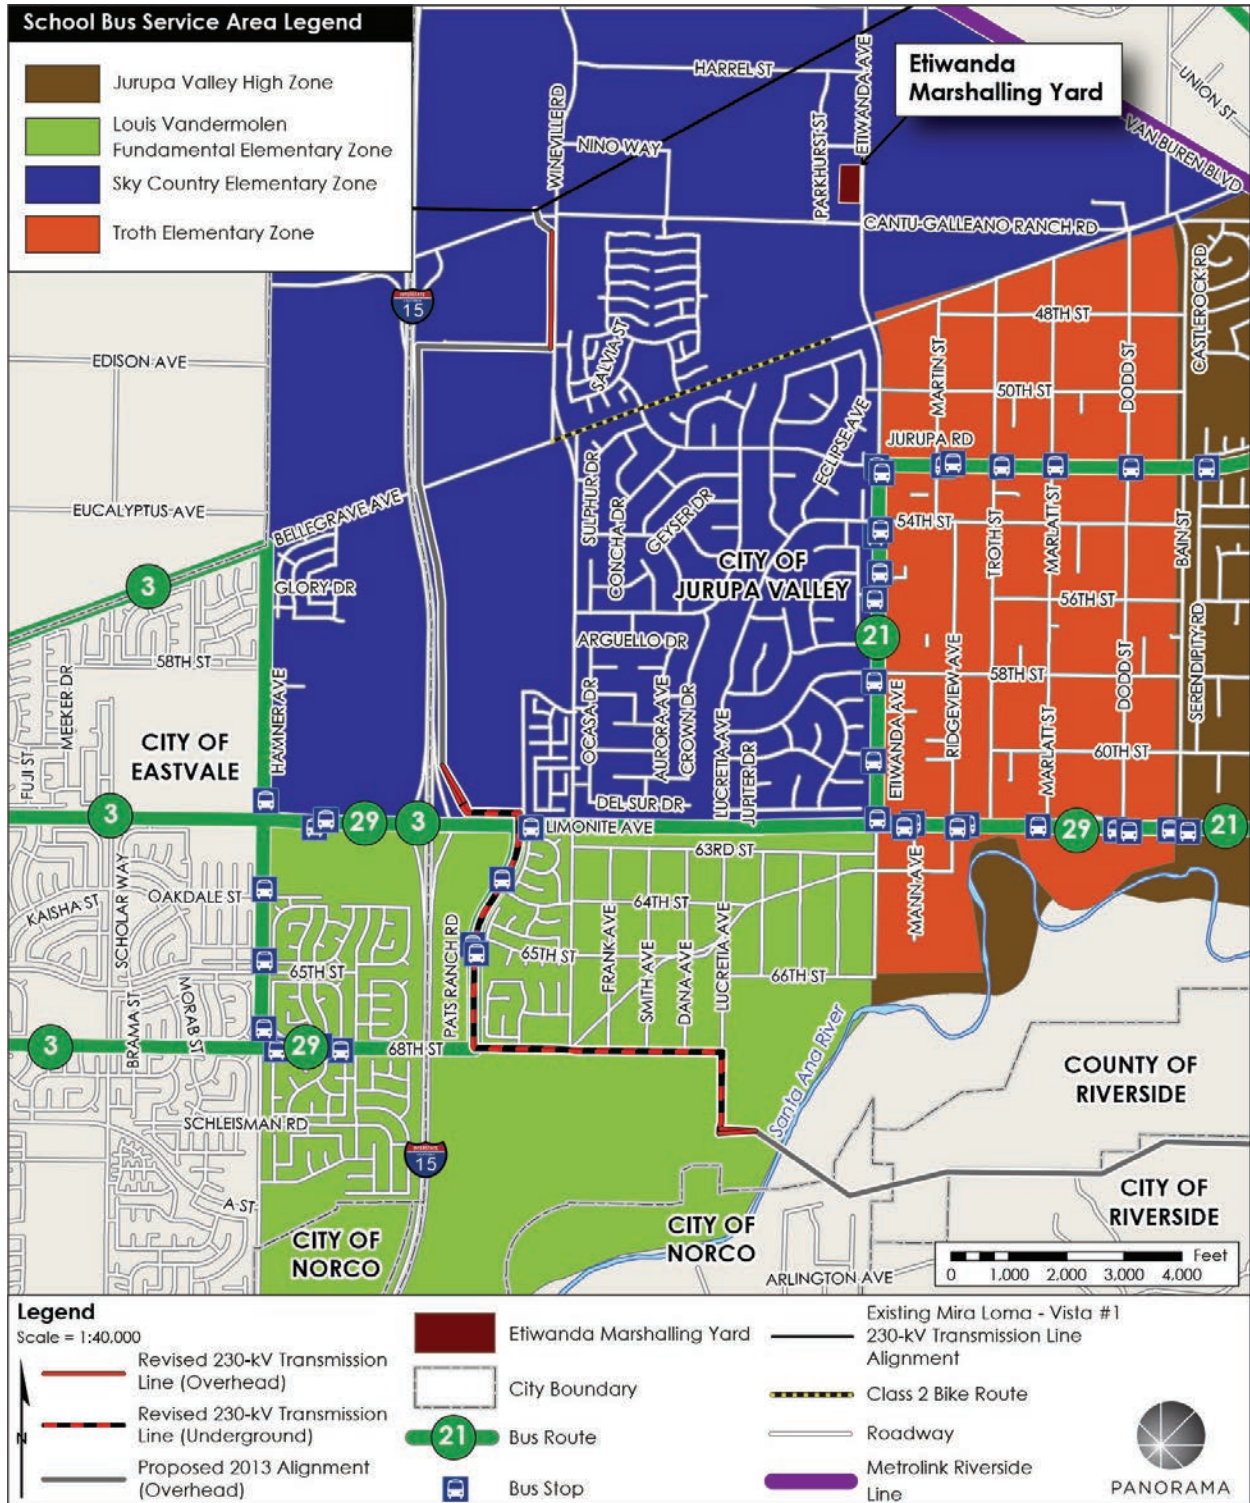 School Bus Service Area Legend
Jurupa Valley High Zone
Louis Vandermolen
Fundamental Elementary Zone
Sky Country Elementary Zone
Troth Elementary Zone
Etiwanda
Marshalling Yard
HARREL ST
ETIWANDA AVE
UNION ST
WINEVILLE RD
NINO WAY
PARKHURST ST
VAN BUREN BLVD
CANTU-GALLEANO RANCH RD
CASTLEROCK RD
INTERSTATE
15
48TH ST
EDISON AVE
SALVIA ST
MARTIN ST
DODD ST
50TH ST
ECLIPSE AVE
JURUPA RD
EUCALYPTUS AVE
BELLEGRAVE AVE
SULPHUR DR
CONCHA DR
GEYSER DR
54TH ST
TROTH ST
MARLATT ST
BAIN ST
CITY OF
JURUPA VALLEY
3
GLORY DR
56TH ST
21
ARGUELLO DR
58TH ST
MEEKER DR
HAMNER AVE
58TH ST
SERENDIPITY RD
FUJI ST
CITY OF
EASTVALE
OCASA DR
AURORA AVE
CROWN DR
LUCRETIA AVE
JUPITER DR
ETIWANDA AVE
RIDGEVIEW AVE
MARLATT ST
DODD ST
60TH ST
DEL SUR DR
3
29
3
LIMONITE AVE
29
21
63RD ST
KAISHA ST
SCHOLAR WAY
OAKDALE ST
64TH ST
MANN AVE
PATS RANCH RD
65TH ST
65TH ST
FRANK AVE
SMITH AVE
DANA AVE
LUCRETIA AVE
66TH ST
BRAMA ST
MORAB ST
3
29
68TH ST
Santa Ana River
COUNTY OF
RIVERSIDE
SCHLEISMAN RD
INTERSTATE
15
A ST
CITY OF
NORCO
CITY OF
NORCO
CITY OF
RIVERSIDE
ARLINGTON AVE
Feet
0 1,000 2,000 3,000 4,000
Legend
Scale = 1:40,000
N
Revised 230-kV Transmission
Line (Overhead)
Revised 230-kV Transmission
Line (Underground)
Proposed 2013 Alignment
(Overhead)
Etiwanda Marshalling Yard
City Boundary
21
Bus Route
Bus Stop
Existing Mira Loma - Vista #1
230-kV Transmission Line
Alignment
Class 2 Bike Route
Roadway
Metrolink Riverside
Line
PANORAMA